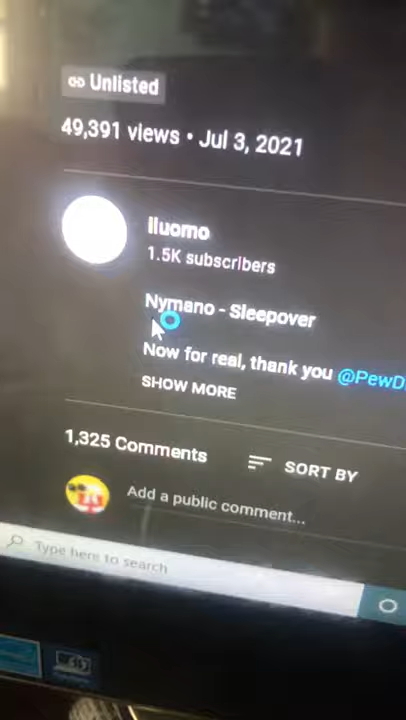 Unlisted
49,391 views • Jul 3, 2021
iluomo
1.5K subscribers
Nymano - Sleepover
Now for real, thank you @PewD
SHOW MORE
1,325 Comments
SORT BY
Add a public comment...
Type here to search